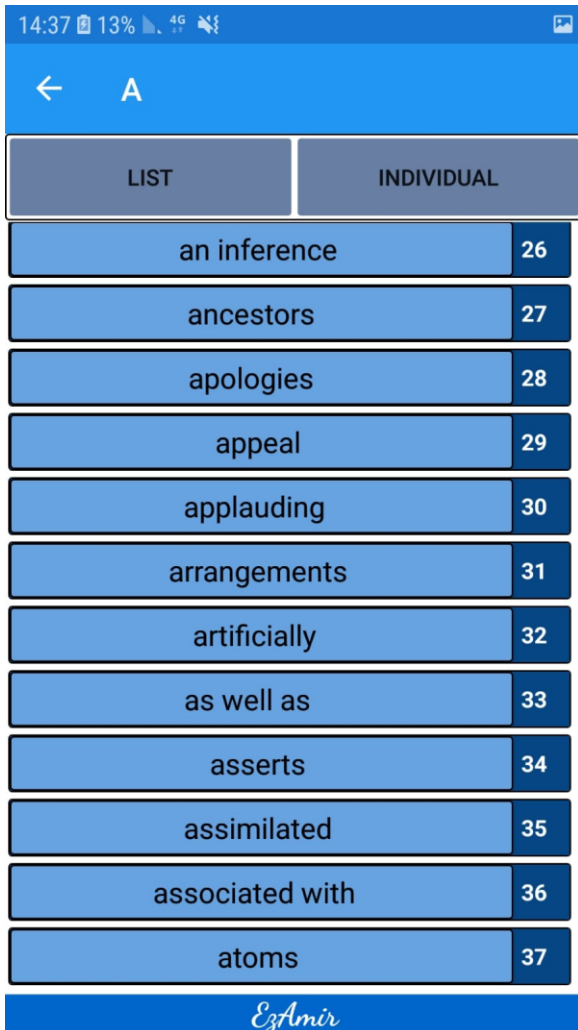 14:37 13% 4G
A
LIST INDIVIDUAL
an inference 26
ancestors 27
apologies 28
appeal 29
applauding 30
arrangements 31
artificially 32
as well as 33
asserts 34
assimilated 35
associated with 36
atoms 37
EzAmir